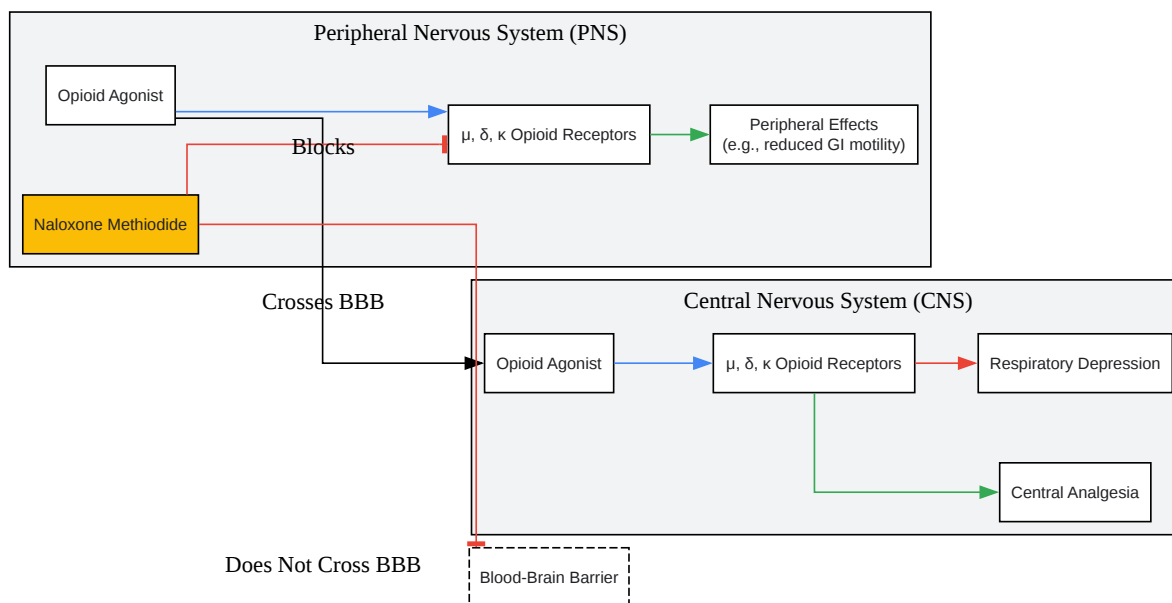 Peripheral Nervous System (PNS)
Opioid Agonist
μ, δ, κ Opioid Receptors
Peripheral Effects
(e.g., reduced GI motility)
Blocks
Naloxone Methiodide
Crosses BBB
Central Nervous System (CNS)
Opioid Agonist
μ, δ, κ Opioid Receptors
Respiratory Depression
Central Analgesia
Does Not Cross BBB
Blood-Brain Barrier